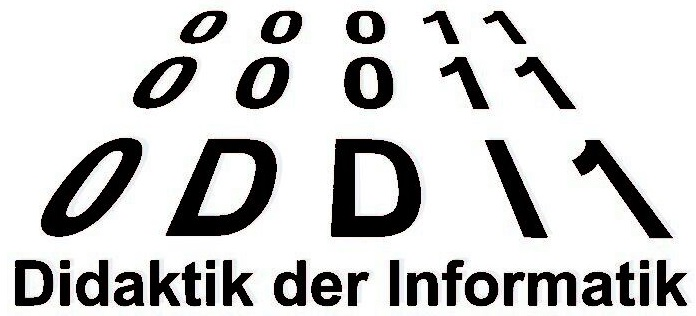 0 0 0 1 1
0 0 0 1 1
0 D D I 1
Didaktik der Informatik